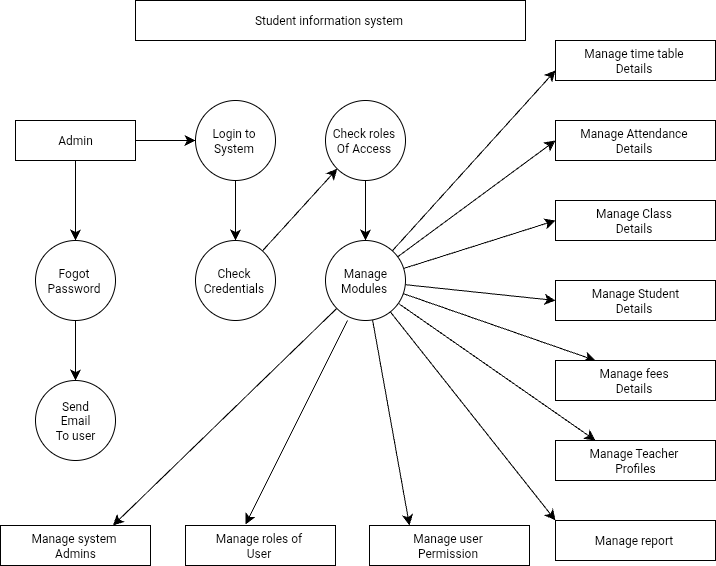 Student information system
Manage time table
Details
Admin
Login to
System
Check roles
Of Access
Manage Attendance
Details
Manage Class
Details
Fogot
Password
Check
Credentials
Manage
Modules
Manage Student
Details
Manage fees
Details
Send
Email
To user
Manage Teacher
Profiles
Manage system
Admins
Manage roles of
User
Manage user
Permission
Manage report